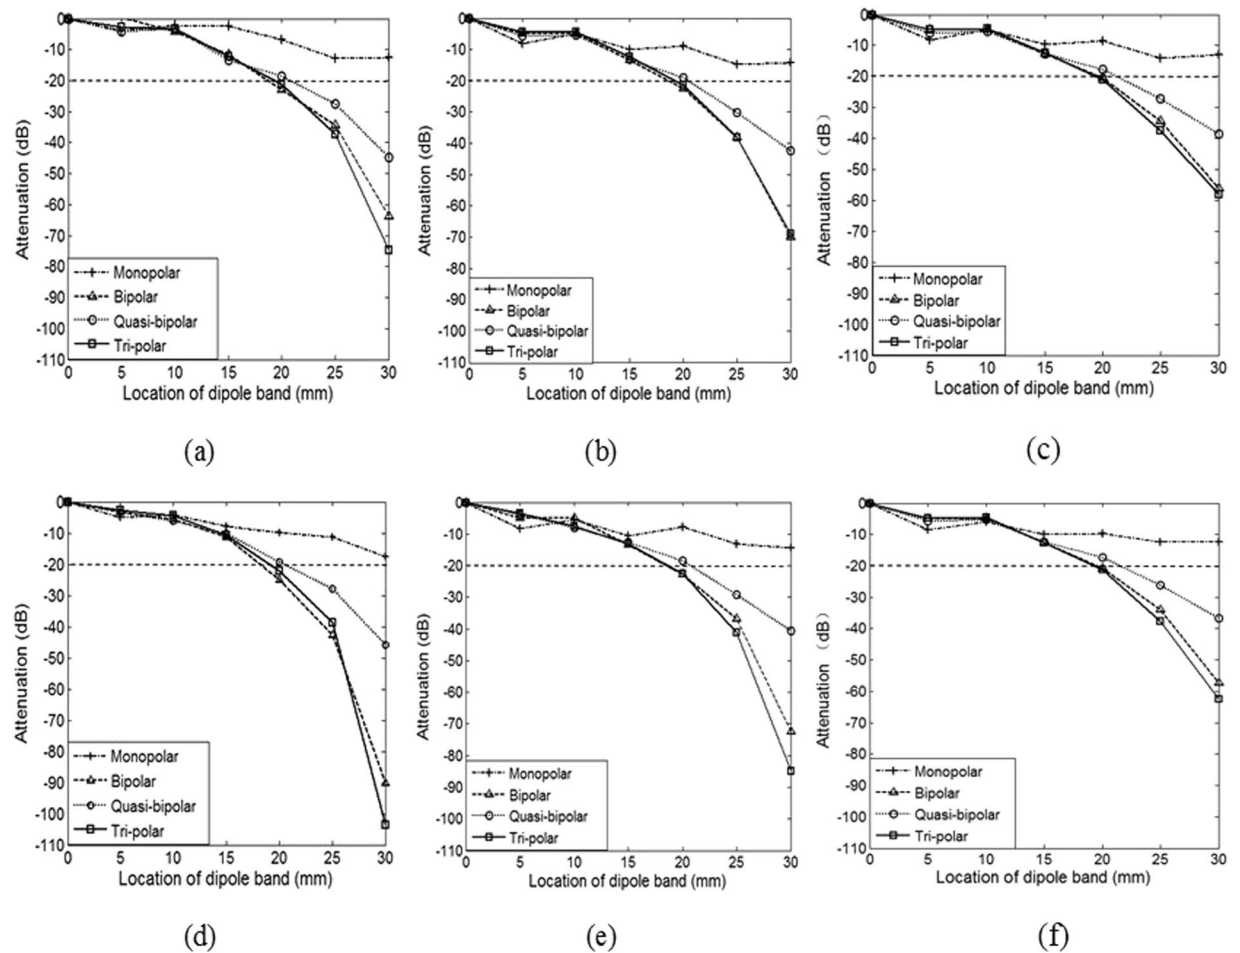 0
-10
-20
-30
-40
-50
-60
-70
-80
-90
-100
-110
Attenuation (dB)
Monopolar
Bipolar
Quasi-bipolar
Tri-polar
0 5 10 15 20 25 30
Location of dipole band (mm)
(a)
0
-10
-20
-30
-40
-50
-60
-70
-80
-90
-100
-110
Attenuation (dB)
Monopolar
Bipolar
Quasi-bipolar
Tri-polar
0 5 10 15 20 25 30
Location of dipole band (mm)
(b)
0
-10
-20
-30
-40
-50
-60
-70
-80
-90
-100
-110
Attenuation（dB）
Monopolar
Bipolar
Quasi-bipolar
Tri-polar
0 5 10 15 20 25 30
Location of dipole band (mm)
(c)
0
-10
-20
-30
-40
-50
-60
-70
-80
-90
-100
-110
Attenuation (dB)
Monopolar
Bipolar
Quasi-bipolar
Tri-polar
0 5 10 15 20 25 30
Location of dipole band (mm)
(d)
0
-10
-20
-30
-40
-50
-60
-70
-80
-90
-100
-110
Attenuation (dB)
Monopolar
Bipolar
Quasi-bipolar
Tri-polar
0 5 10 15 20 25 30
Location of dipole band (mm)
(e)
0
-10
-20
-30
-40
-50
-60
-70
-80
-90
-100
-110
Attenuation（dB）
Monopolar
Bipolar
Quasi-bipolar
Tri-polar
0 5 10 15 20 25 30
Location of dipole band (mm)
(f)